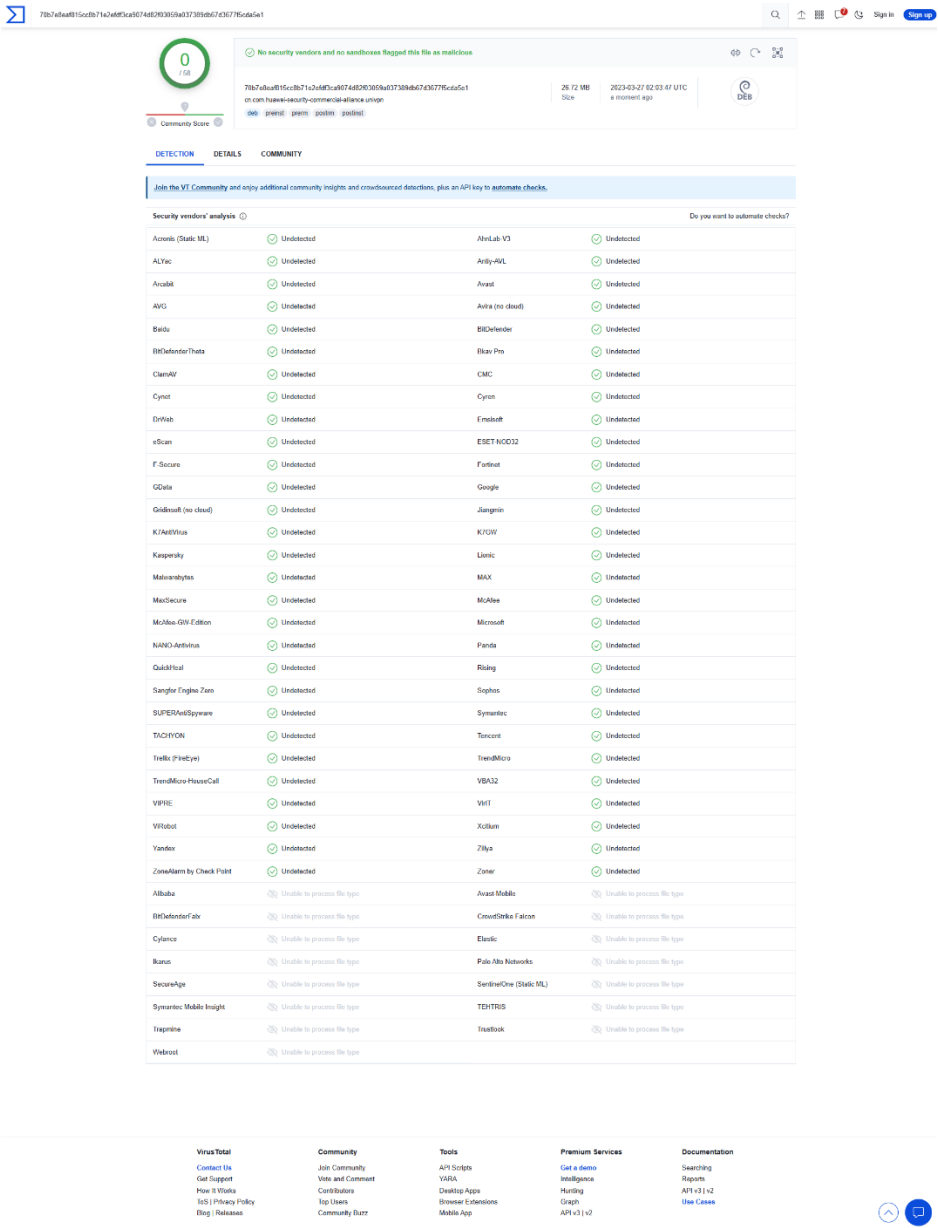 70b7a8eaf815cc8b71e2efdf3ca9074d82f03059a037389db67d3677f5cda5e1
7
Sign in
Sign up
0
/ 58
Community Score
No security vendors and no sandboxes flagged this file as malicious
70b7a8eaf815cc8b71e2efdf3ca9074d82f03059a037389db67d3677f5cda5e1
cn.com.huawei-security-commercial-alliance.univpn
deb preinst prerm postrm postinst
26.72 MB
Size
2023-03-27 02:03:47 UTC
a moment ago
DEB
DETECTION DETAILS COMMUNITY
Join the VT Community and enjoy additional community insights and crowdsourced detections, plus an API key to automate checks.
Security vendors' analysis Do you want to automate checks?
Acronis (Static ML) Undetected AhnLab-V3 Undetected
ALYac Undetected Antiy-AVL Undetected
Arcabit Undetected Avast Undetected
AVG Undetected Avira (no cloud) Undetected
Baidu Undetected BitDefender Undetected
BitDefenderTheta Undetected Bkav Pro Undetected
ClamAV Undetected CMC Undetected
Cynet Undetected Cyren Undetected
DrWeb Undetected Emsisoft Undetected
eScan Undetected ESET-NOD32 Undetected
F-Secure Undetected Fortinet Undetected
GData Undetected Google Undetected
Gridinsoft (no cloud) Undetected Jiangmin Undetected
K7AntiVirus Undetected K7GW Undetected
Kaspersky Undetected Lionic Undetected
Malwarebytes Undetected MAX Undetected
MaxSecure Undetected McAfee Undetected
McAfee-GW-Edition Undetected Microsoft Undetected
NANO-Antivirus Undetected Panda Undetected
QuickHeal Undetected Rising Undetected
Sangfor Engine Zero Undetected Sophos Undetected
SUPERAntiSpyware Undetected Symantec Undetected
TACHYON Undetected Tencent Undetected
Trellix (FireEye) Undetected TrendMicro Undetected
TrendMicro-HouseCall Undetected VBA32 Undetected
VIPRE Undetected VirIT Undetected
ViRobot Undetected Xcitium Undetected
Yandex Undetected Zillya Undetected
ZoneAlarm by Check Point Undetected Zoner Undetected
Alibaba Unable to process file type Avast-Mobile Unable to process file type
BitDefenderFalx Unable to process file type CrowdStrike Falcon Unable to process file type
Cylance Unable to process file type Elastic Unable to process file type
Ikarus Unable to process file type Palo Alto Networks Unable to process file type
SecureAge Unable to process file type SentinelOne (Static ML) Unable to process file type
Symantec Mobile Insight Unable to process file type TEHTRIS Unable to process file type
Trapmine Unable to process file type Trustlook Unable to process file type
Webroot Unable to process file type
VirusTotal Community Tools Premium Services Documentation
Contact Us Join Community API Scripts Get a demo Searching
Get Support Vote and Comment YARA Intelligence Reports
How It Works Contributors Desktop Apps Hunting API v3 | v2
ToS | Privacy Policy Top Users Browser Extensions Graph Use Cases
Blog | Releases Community Buzz Mobile App API v3 | v2